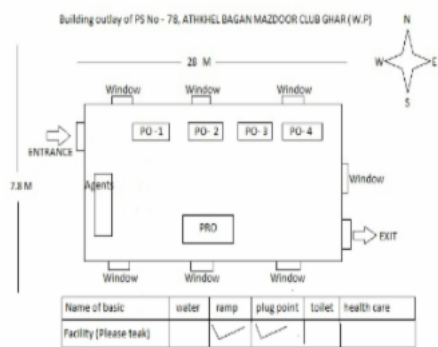 Building outlay of PS No - 78, ATHKHEL BAGAN MAZDOOR CLUB GHAR (W.P)
N
W E
S
28 M
Window Window Window
PO -1 PO- 2 PO- 3 PO- 4
ENTRANCE
7.8 M
Agents
Window
PRO
EXIT
Window Window Window
Name of basic water ramp plug point toilet health care
Facility (Please teak)